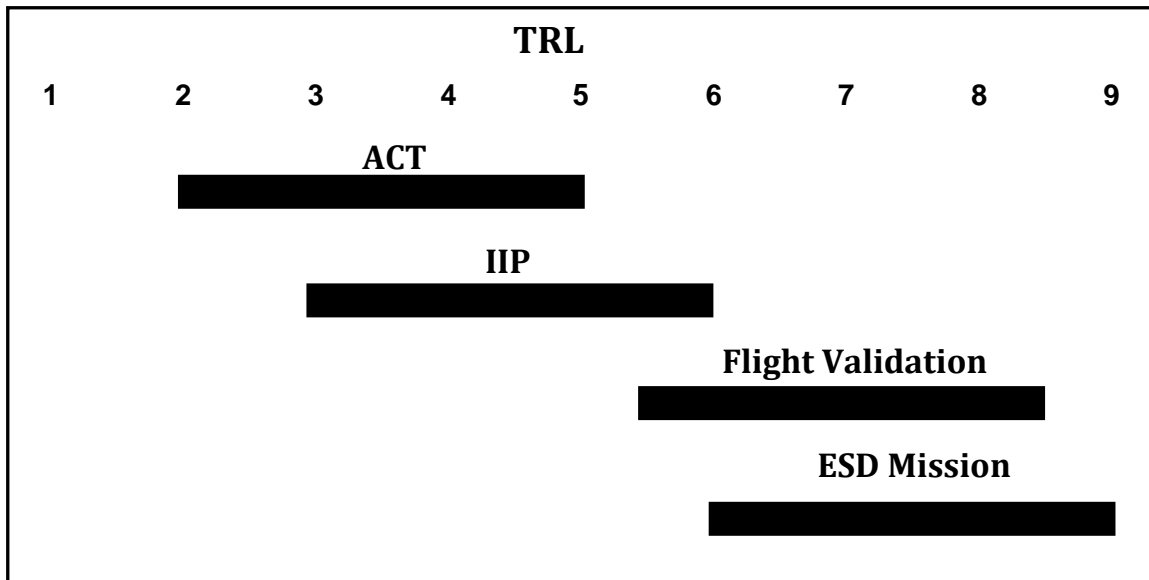 TRL
1 2 3 4 5 6 7 8 9
ACT
IIP
Flight Validation
ESD Mission